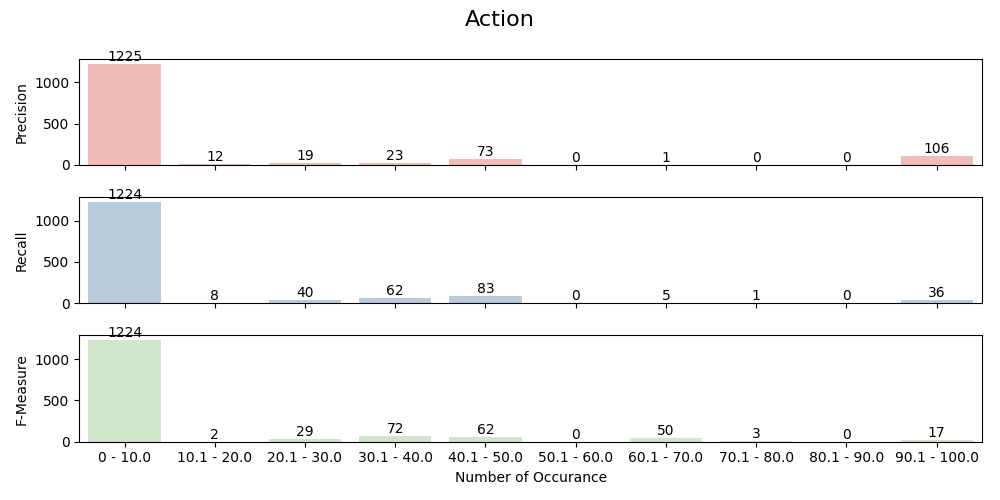 Action
1225
12
19
23
73
0
1
0
0
106
Precision
1000
500
0
1224
8
40
62
83
0
5
1
0
36
Recall
1000
500
0
1224
2
29
72
62
0
50
3
0
17
F-Measure
1000
500
0
0 - 10.0
10.1 - 20.0
20.1 - 30.0
30.1 - 40.0
40.1 - 50.0
50.1 - 60.0
60.1 - 70.0
70.1 - 80.0
80.1 - 90.0
90.1 - 100.0
Number of Occurance